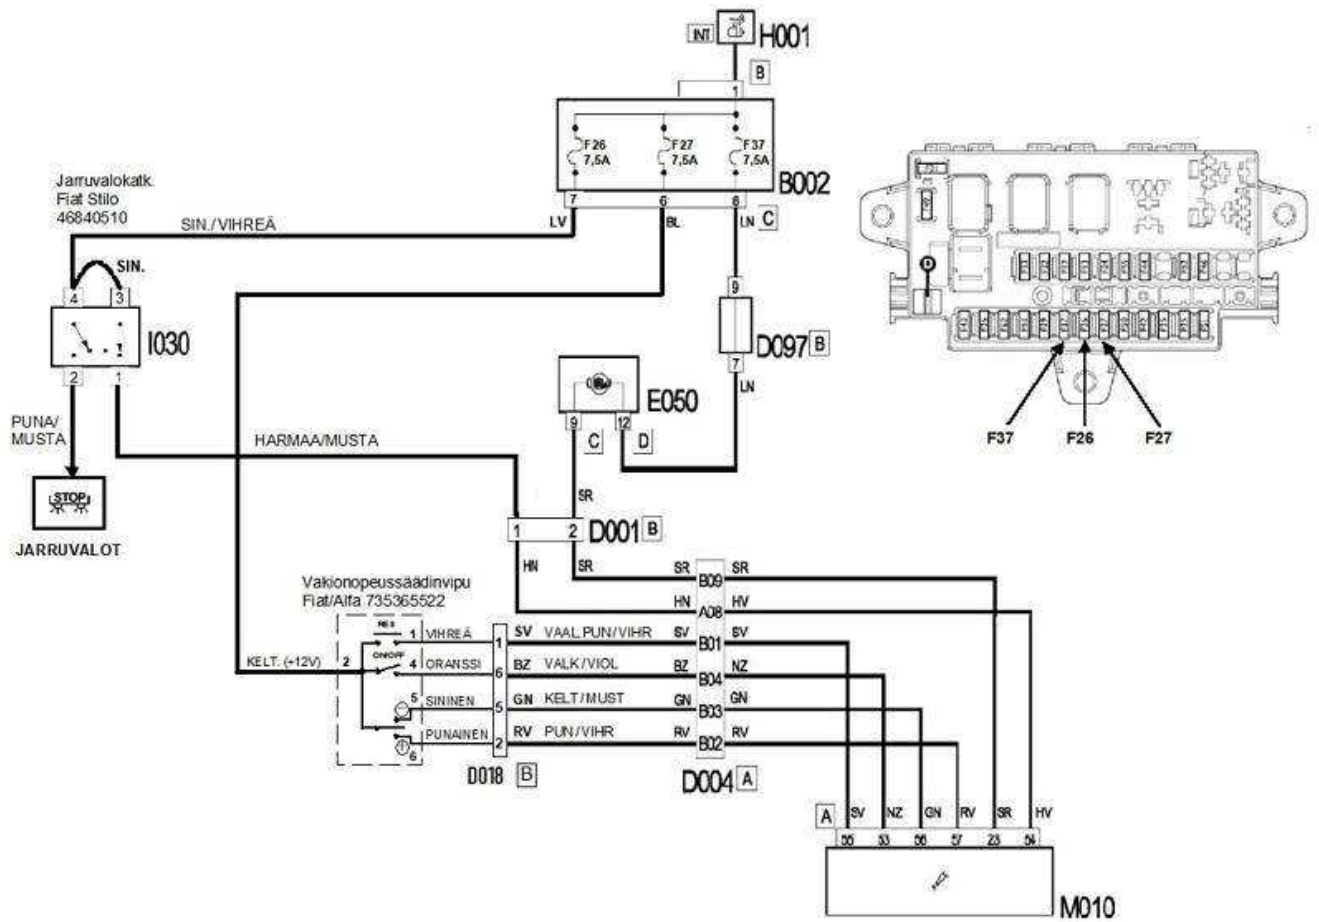 INT
H001
B
1
F26
7,5A
F27
7,5A
F37
7,5A
B002
7
6
6
C
LV
BL
LN
Jarruvalokatk.
Fiat Stilo
46840510
SIN./VIHREÄ
SIN.
4
3
I030
2
1
9
D097
B
7
LN
PUNA/
MUSTA
HARMAA/MUSTA
E050
9
12
C
D
STOP
JARRUVALOT
F37
F26
F27
SR
1
2
D001
B
HN
SR
SR
B09
SR
HN
A08
HV
Vakionopeussäädinvipu
Fiat/Alfa 735365522
RES
1
VIHREÄ
1
SV
VAAL.PUN/VIHR
SV
B01
SV
KELT. (+12V)
2
ON/OFF
4
ORANSSI
6
BZ
VALK/VIOL
BZ
B04
NZ
5
SININEN
5
GN
KELT/MUST
GN
B03
GN
PUNAINEN
2
RV
PUN/VIHR
RV
B02
RV
6
D018
B
D004
A
A
SV
NZ
GN
RV
SR
HV
55
53
56
57
23
54
M010